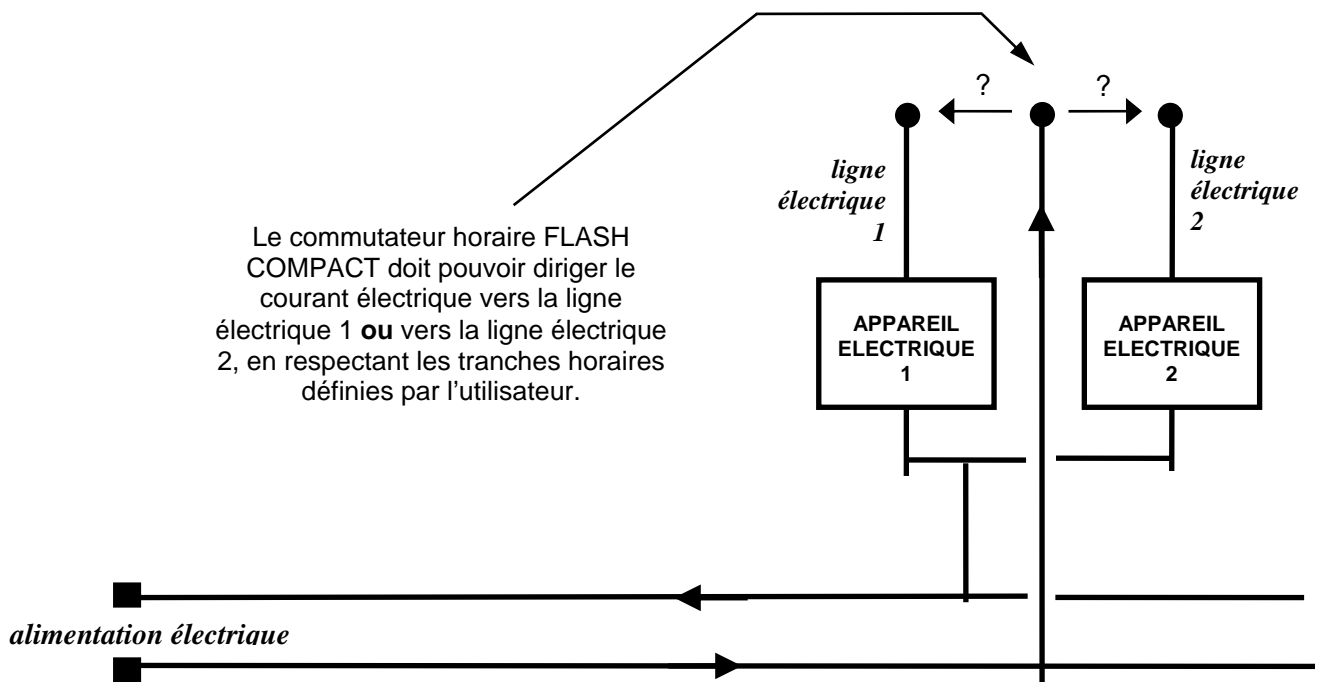 ? ?
ligne
électrique
1
ligne
électrique
2
Le commutateur horaire FLASH
COMPACT doit pouvoir diriger le
courant électrique vers la ligne
électrique 1 ou vers la ligne électrique
2, en respectant les tranches horaires
définies par l’utilisateur.
APPAREIL
ELECTRIQUE
1
APPAREIL
ELECTRIQUE
2
alimentation électrique